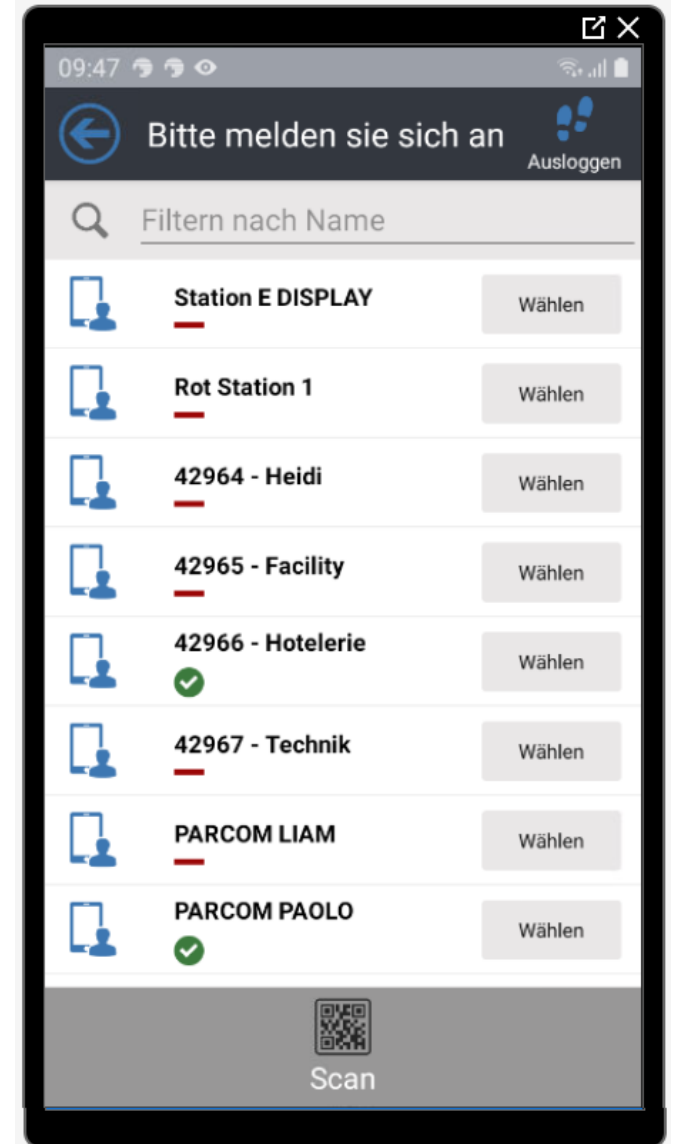 09:47
Bitte melden sie sich an
Ausloggen
Filtern nach Name
Station E DISPLAY
Wählen
Rot Station 1
Wählen
42964 - Heidi
Wählen
42965 - Facility
Wählen
42966 - Hotelerie
Wählen
42967 - Technik
Wählen
PARCOM LIAM
Wählen
PARCOM PAOLO
Wählen
Scan